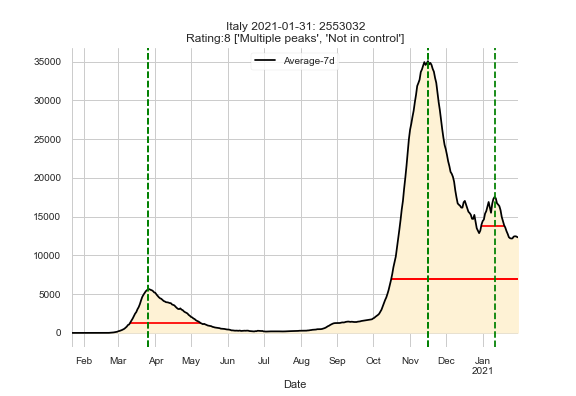 Italy 2021-01-31: 2553032
Rating:8 ['Multiple peaks', 'Not in control']
Average-7d
35000
30000
25000
20000
15000
10000
5000
0
Feb Mar Apr May Jun Jul Aug Sep Oct Nov Dec Jan
2021
Date